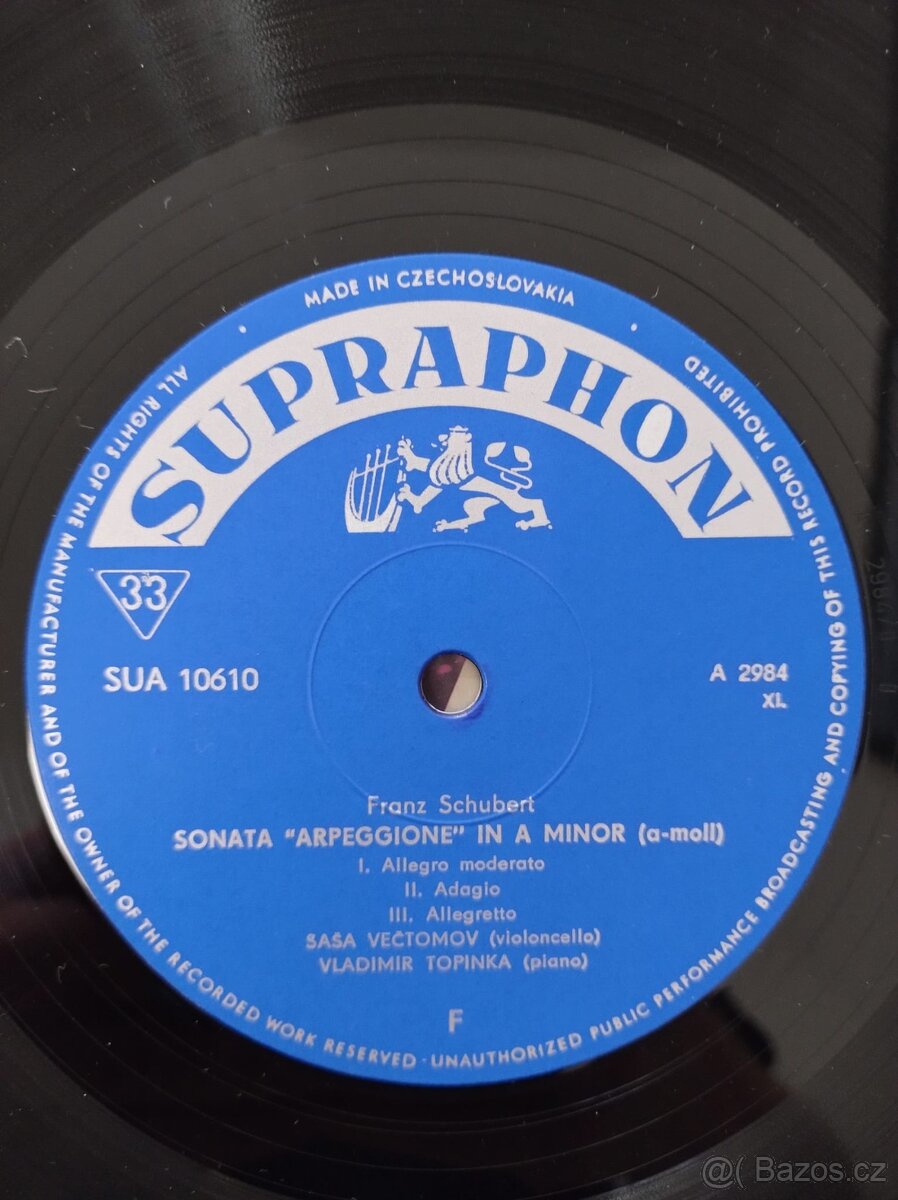 MADE IN CZECHOSLOVAKIA
ALL RIGHTS OF THE MANUFACTURER AND OF THE OWNER OF THE RECORDED WORK RESERVED · UNAUTHORIZED PUBLIC PERFORMANCE BROADCASTING AND COPYING OF THIS RECORD PROHIBITED
SUPRAPHON
33
SUA 10610
A 2984
XI.
Franz Schubert
SONATA "ARPEGGIONE" IN A MINOR (a-moll)
I. Allegro moderato
II. Adagio
III. Allegretto
SAŠA VEČTOMOV (violoncello)
VLADIMÍR TOPINKA (piano)
F
@( Bazos.cz